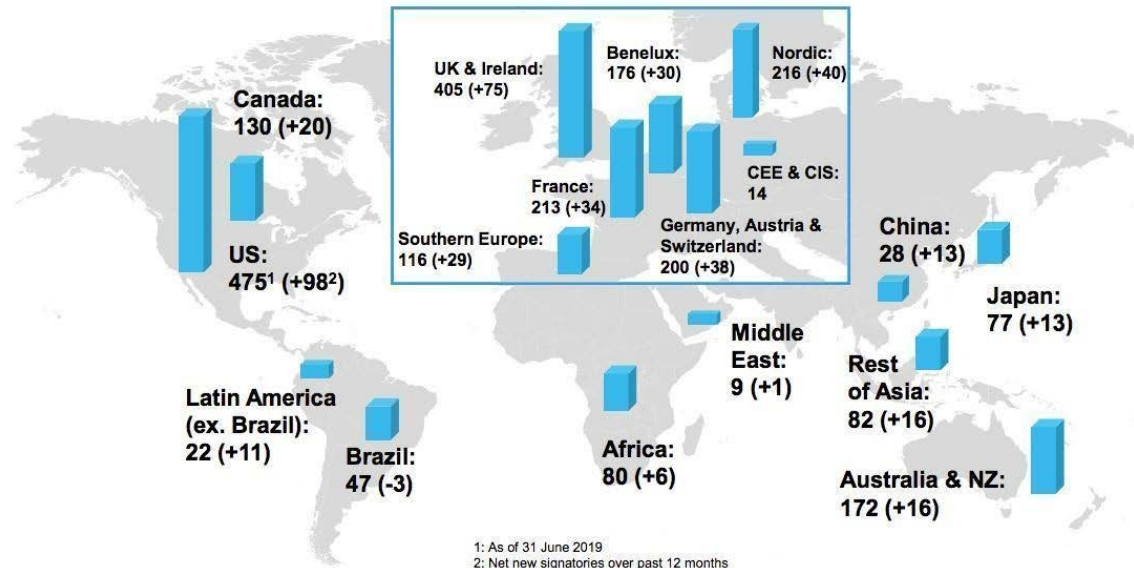 Canada:
130 (+20)
US:
475¹ (+98²)
Latin America
(ex. Brazil):
22 (+11)
Brazil:
47 (-3)
UK & Ireland:
405 (+75)
Benelux:
176 (+30)
Nordic:
216 (+40)
France:
213 (+34)
CEE & CIS:
14
Southern Europe:
116 (+29)
Germany, Austria &
Switzerland:
200 (+38)
Middle
East:
9 (+1)
Africa:
80 (+6)
China:
28 (+13)
Japan:
77 (+13)
Rest
of Asia:
82 (+16)
Australia & NZ:
172 (+16)
1: As of 31 June 2019
2: Net new signatories over past 12 months